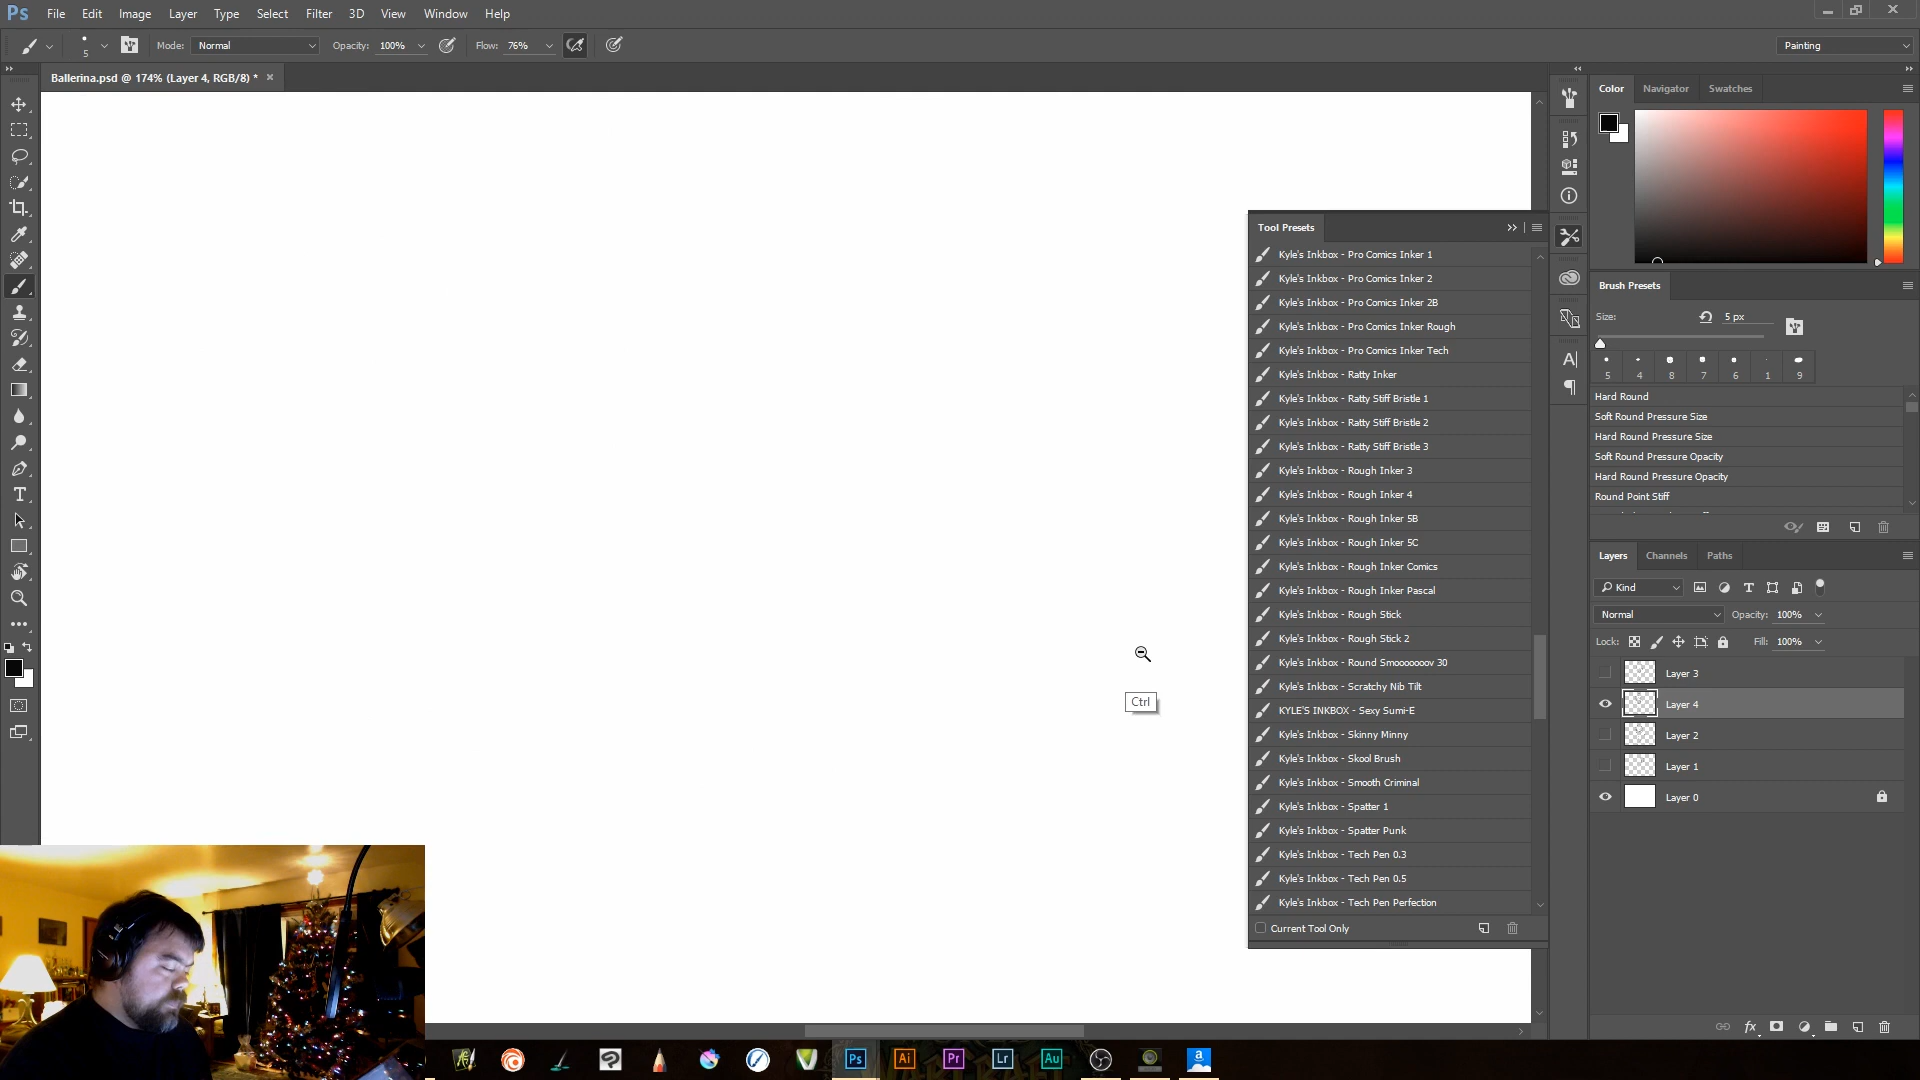 Ps File Edit Image Layer Type Select Filter 3D View Window Help
5 Mode: Normal Opacity: 100% Flow: 76% Painting
Ballerina.psd @ 174% (Layer 4, RGB/8) * ×
Color Navigator Swatches
Tool Presets
Kyle's Inkbox - Pro Comics Inker 1
Kyle's Inkbox - Pro Comics Inker 2
Kyle's Inkbox - Pro Comics Inker 2B
Kyle's Inkbox - Pro Comics Inker Rough
Kyle's Inkbox - Pro Comics Inker Tech
Kyle's Inkbox - Ratty Inker
Kyle's Inkbox - Ratty Stiff Bristle 1
Kyle's Inkbox - Ratty Stiff Bristle 2
Kyle's Inkbox - Ratty Stiff Bristle 3
Kyle's Inkbox - Rough Inker 3
Kyle's Inkbox - Rough Inker 4
Kyle's Inkbox - Rough Inker 5B
Kyle's Inkbox - Rough Inker 5C
Kyle's Inkbox - Rough Inker Comics
Kyle's Inkbox - Rough Inker Pascal
Kyle's Inkbox - Rough Stick
Kyle's Inkbox - Rough Stick 2
Kyle's Inkbox - Round Smooooooov 30
Kyle's Inkbox - Scratchy Nib Tilt
KYLE'S INKBOX - Sexy Sumi-E
Kyle's Inkbox - Skinny Minny
Kyle's Inkbox - Skool Brush
Kyle's Inkbox - Smooth Criminal
Kyle's Inkbox - Spatter 1
Kyle's Inkbox - Spatter Punk
Kyle's Inkbox - Tech Pen 0.3
Kyle's Inkbox - Tech Pen 0.5
Kyle's Inkbox - Tech Pen Perfection
Current Tool Only
Ctrl
Brush Presets
Size: 5 px
5 4 8 7 6 1 9
Hard Round
Soft Round Pressure Size
Hard Round Pressure Size
Soft Round Pressure Opacity
Hard Round Pressure Opacity
Round Point Stiff
Layers Channels Paths
Kind
Normal Opacity: 100%
Lock: Fill: 100%
Layer 3
Layer 4
Layer 2
Layer 1
Layer 0
fx
Ps Ai Pr Lr Au a